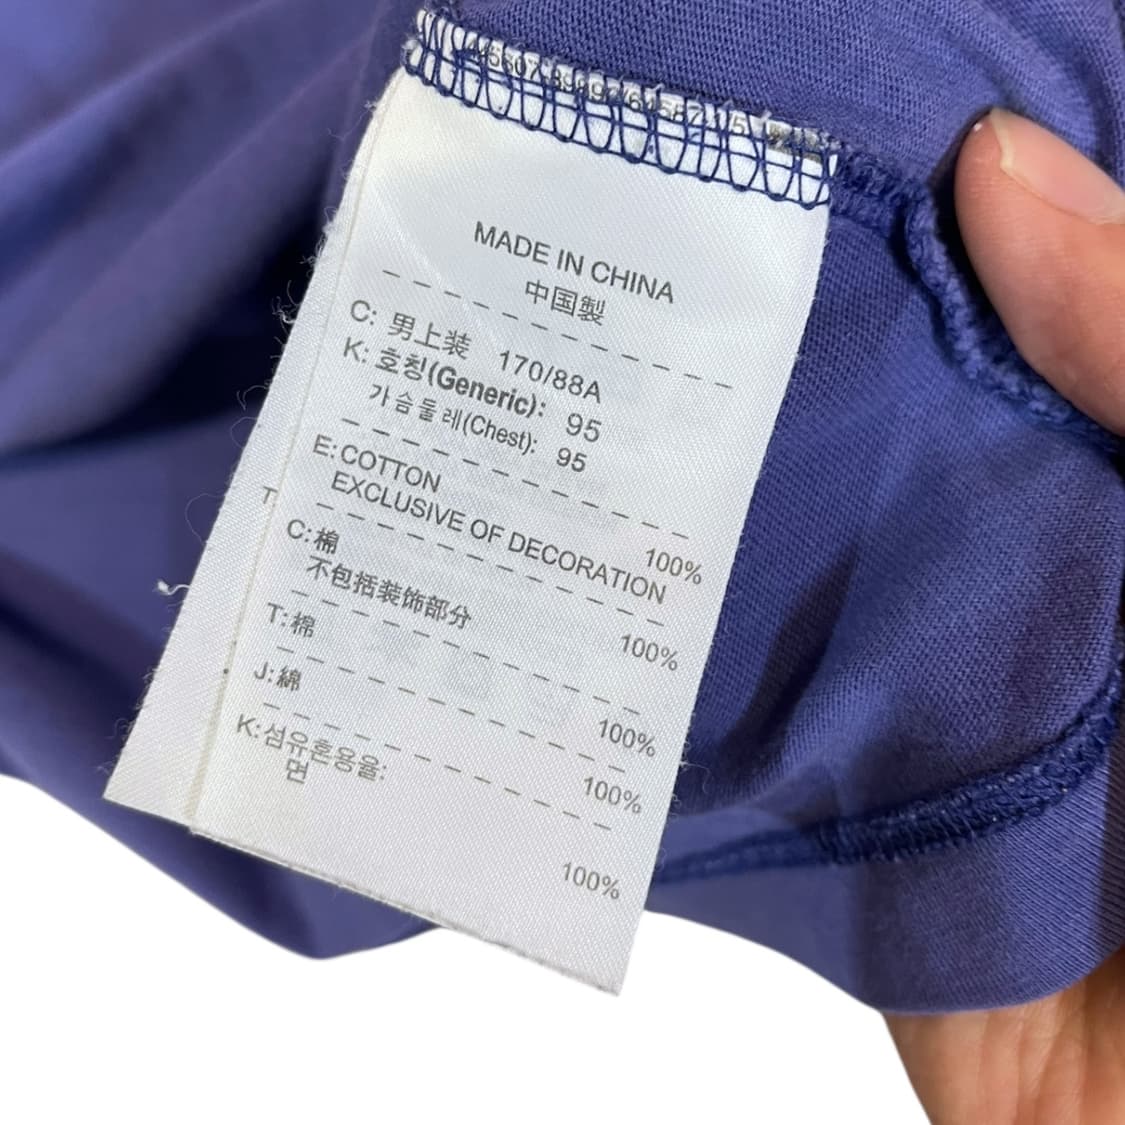 MADE IN CHINA
中国製
C: 男上装 170/88A
K: 호칭(Generic): 95
가슴둘레(Chest): 95
E: COTTON 100%
EXCLUSIVE OF DECORATION
C: 棉 100%
不包括装饰部分
T: 棉 100%
J: 綿 100%
K: 섬유혼용율:
면 100%